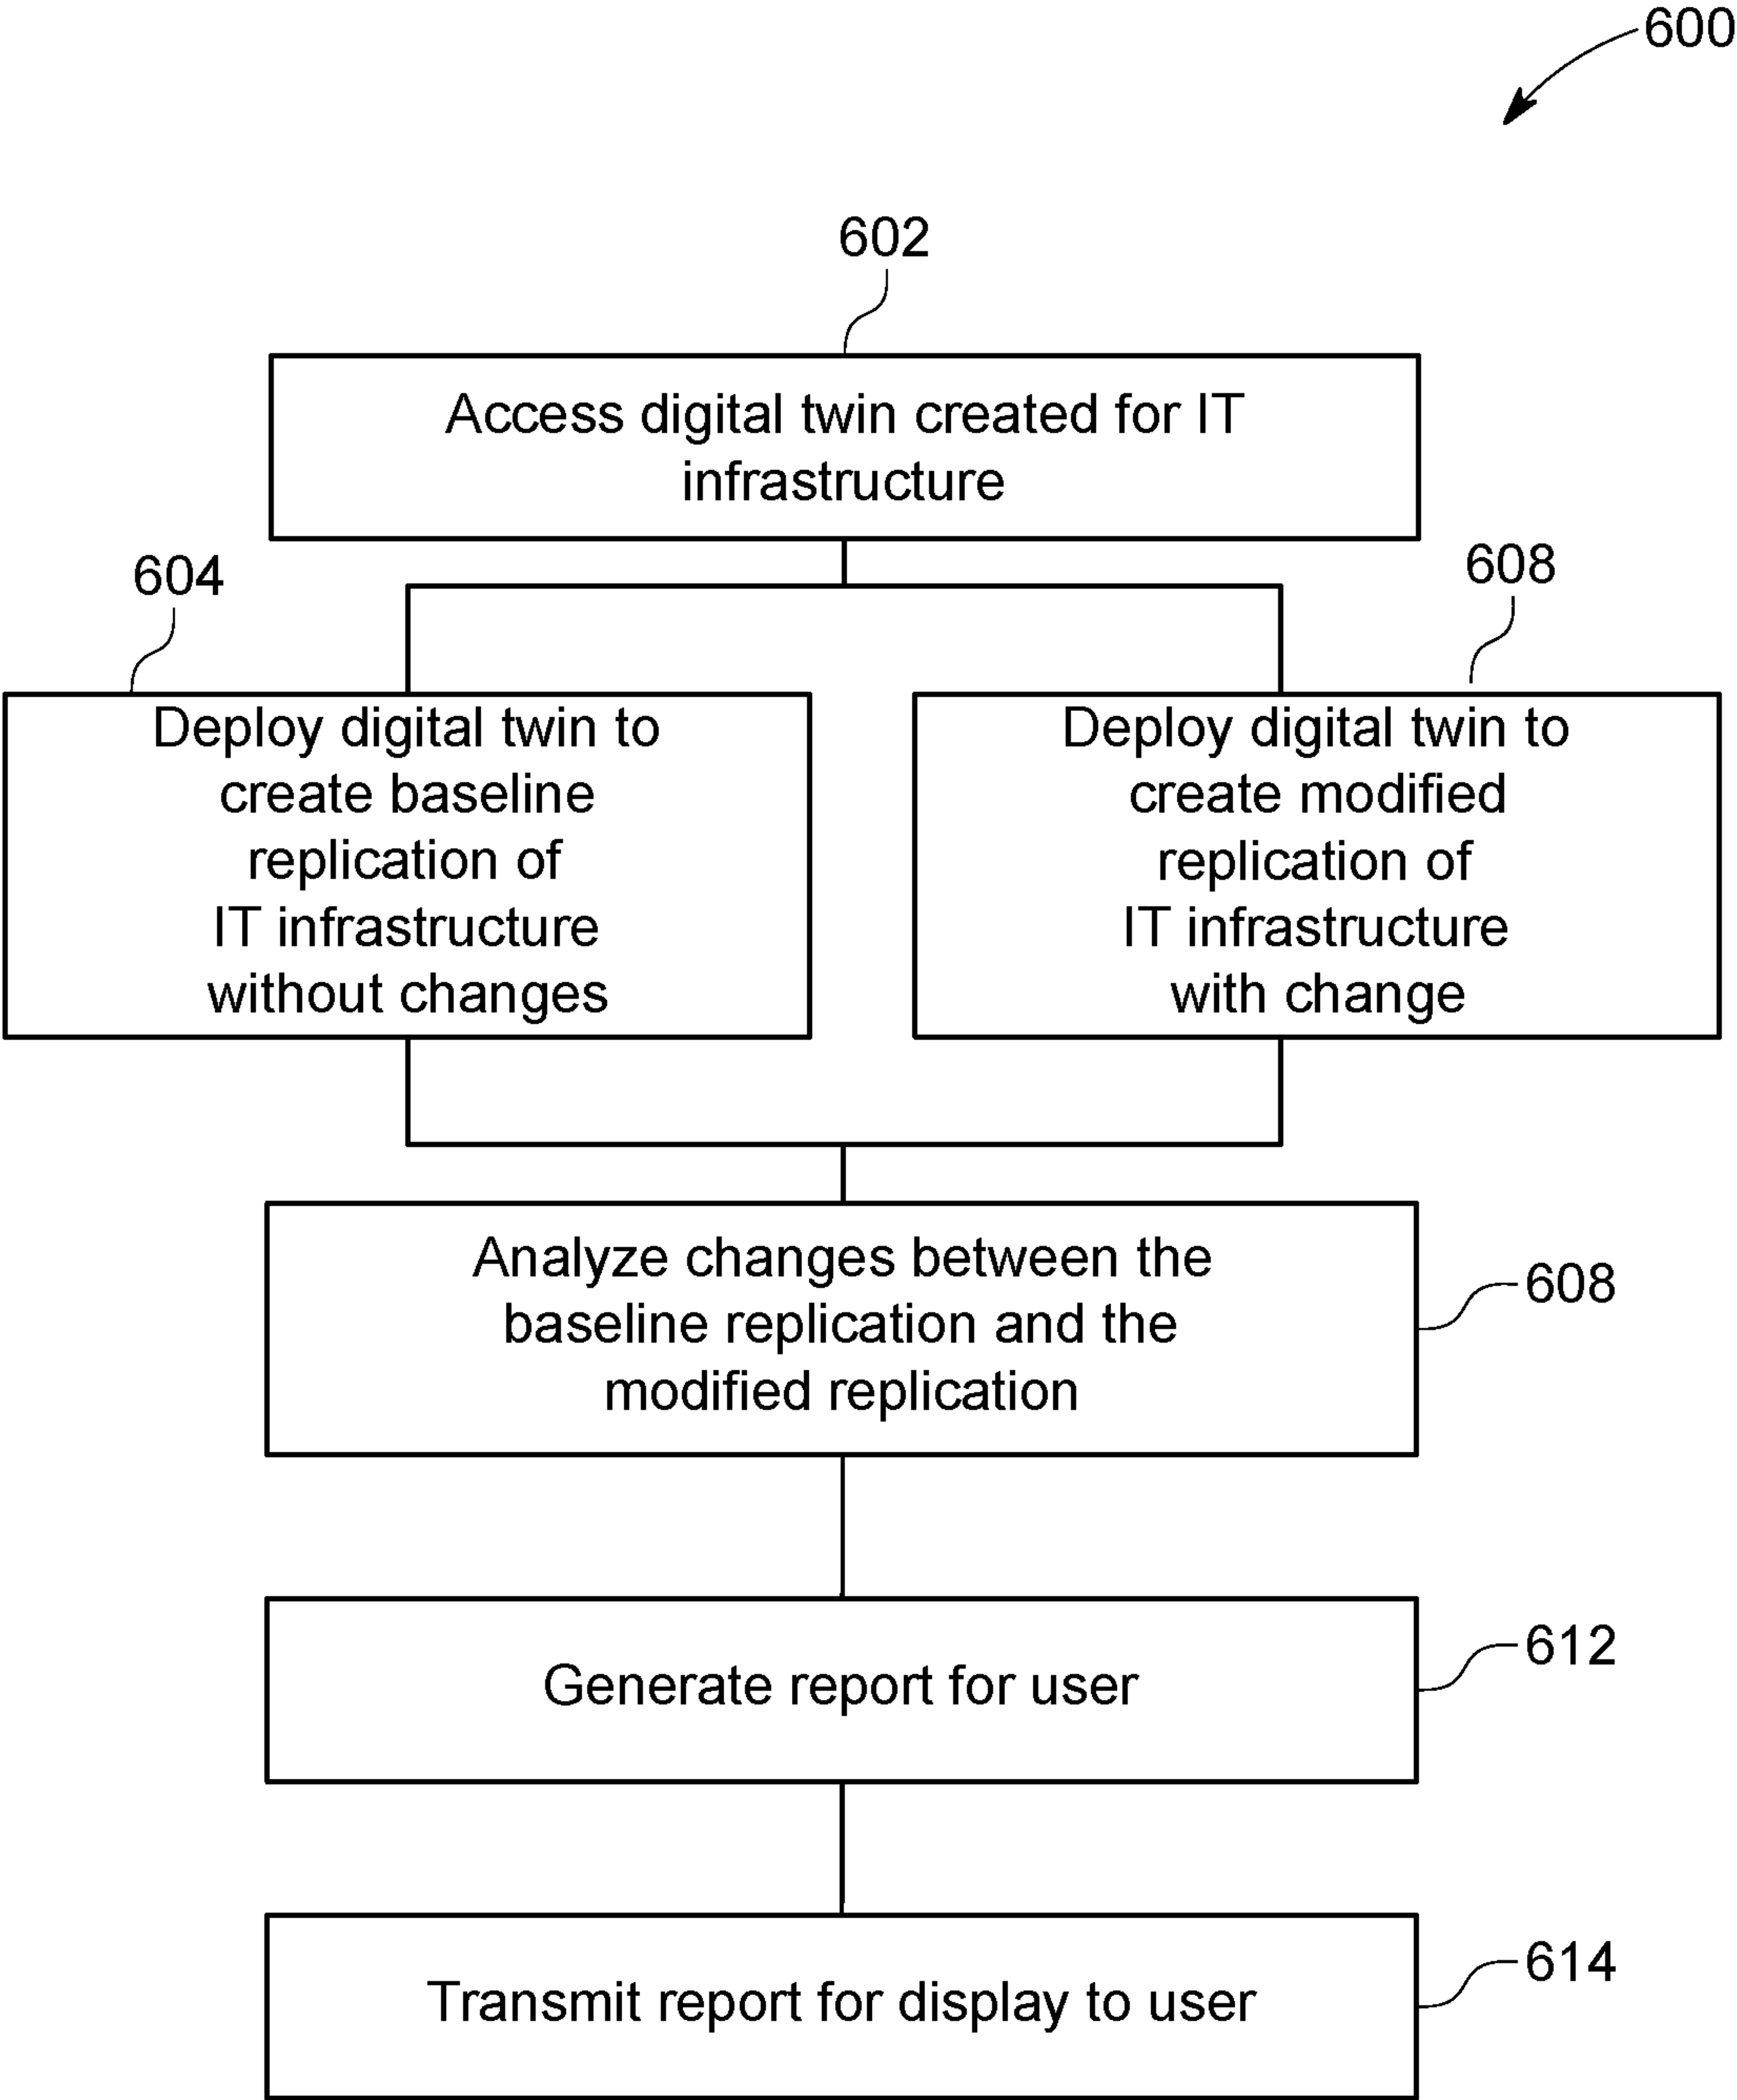 600
602
Access digital twin created for IT
infrastructure
604
608
Deploy digital twin to
create baseline
replication of
IT infrastructure
without changes
Deploy digital twin to
create modified
replication of
IT infrastructure
with change
Analyze changes between the
baseline replication and the
modified replication
608
Generate report for user
612
Transmit report for display to user
614